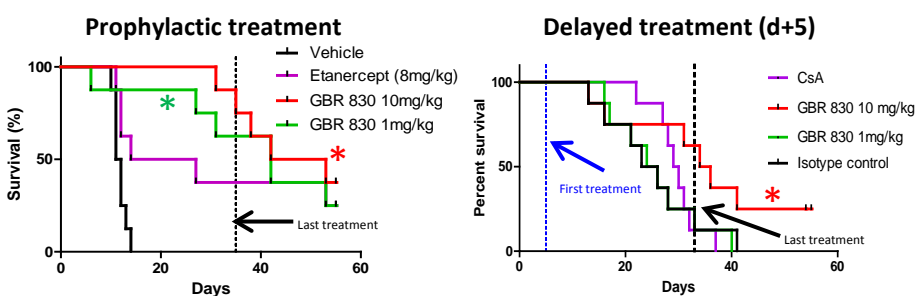 Prophylactic treatment
Vehicle
Etanercept (8mg/kg)
GBR 830 10mg/kg
GBR 830 1mg/kg
Survival (%)
100
50
0
*
*
Last treatment
0
20
40
60
Days
Delayed treatment (d+5)
CsA
GBR 830 10 mg/kg
GBR 830 1mg/kg
Isotype control
Percent survival
100
50
0
First treatment
*
Last treatment
0
20
40
60
Days